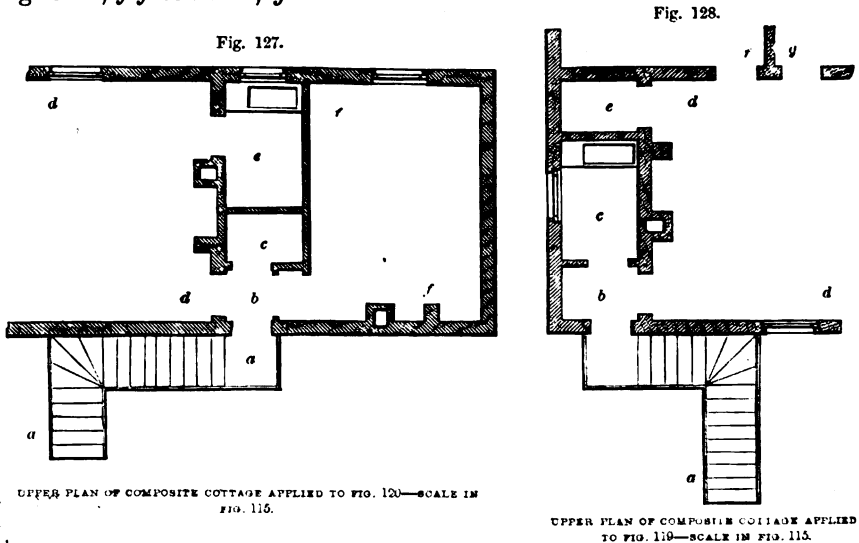 Fig. 127.
d
f
e
c
d
b
f
a
a
UPPER PLAN OF COMPOSITE COTTAGE APPLIED TO FIG. 120—SCALE IN
FIG. 115.
Fig. 128.
f
g
e
d
c
b
d
a
UPPER PLAN OF COMPOSITE COTTAGE APPLIED
TO FIG. 119—SCALE IN FIG. 115.